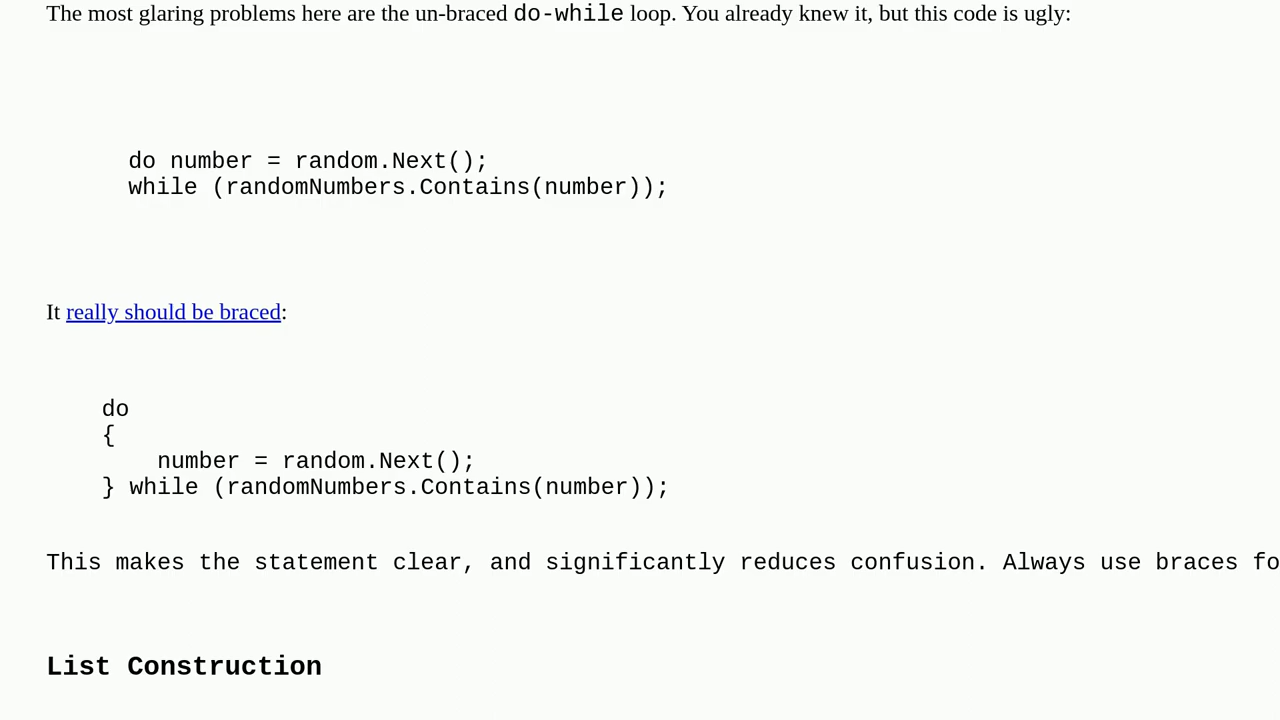 The most glaring problems here are the un-braced do-while loop. You already knew it, but this code is ugly:
do number = random.Next();
while (randomNumbers.Contains(number));
It really should be braced:
do
{
    number = random.Next();
} while (randomNumbers.Contains(number));
This makes the statement clear, and significantly reduces confusion. Always use braces fo
List Construction